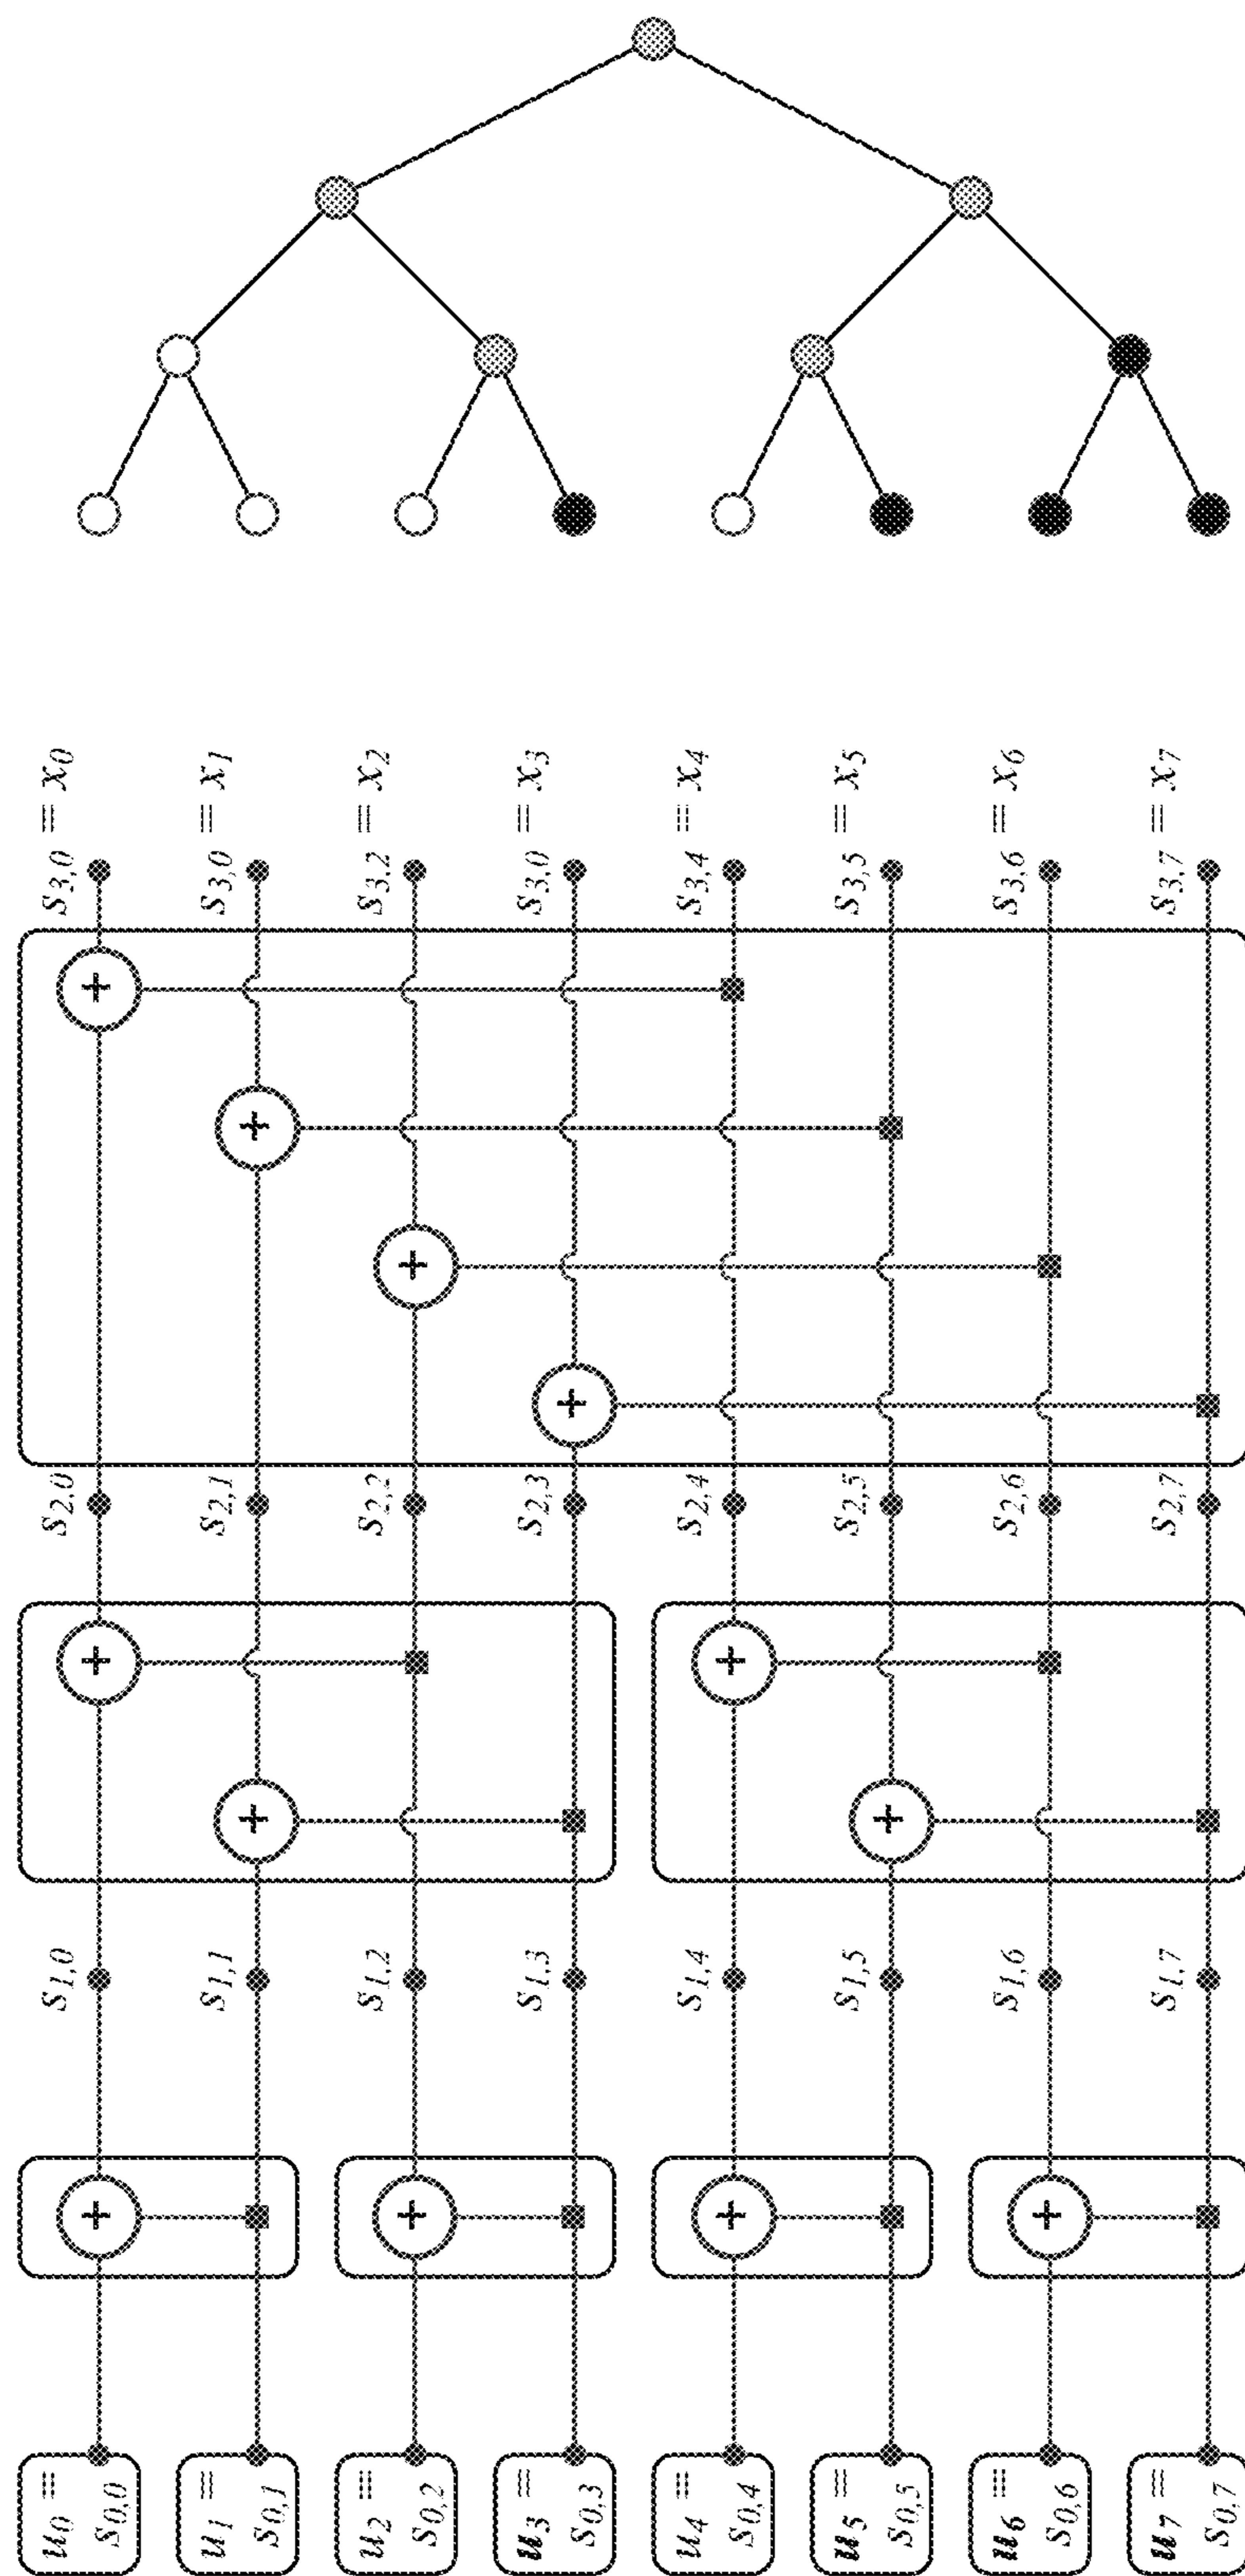 u0 = s0,0
u1 = s0,1
u2 = s0,2
u3 = s0,3
u4 = s0,4
u5 = s0,5
u6 = s0,6
u7 = s0,7
+ + + +
s1,0
s1,1
s1,2
s1,3
s1,4
s1,5
s1,6
s1,7
+ + + +
s2,0
s2,1
s2,2
s2,3
s2,4
s2,5
s2,6
s2,7
+ + + +
s3,0 = x0
s3,0 = x1
s3,2 = x2
s3,0 = x3
s3,4 = x4
s3,5 = x5
s3,6 = x6
s3,7 = x7